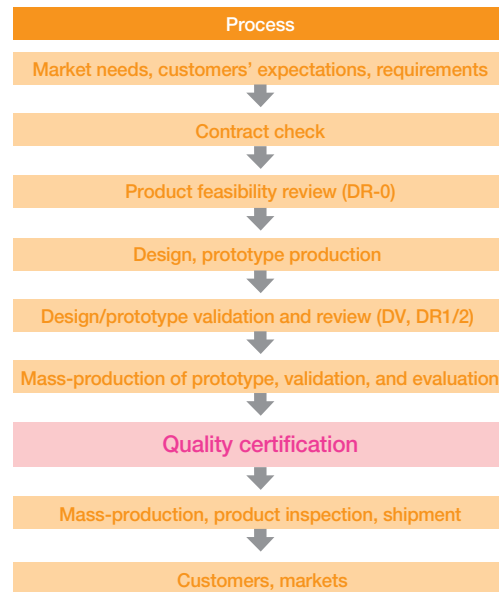 Process
Market needs, customers’ expectations, requirements
Contract check
Product feasibility review (DR-0)
Design, prototype production
Design/prototype validation and review (DV, DR1/2)
Mass-production of prototype, validation, and evaluation
Quality certification
Mass-production, product inspection, shipment
Customers, markets